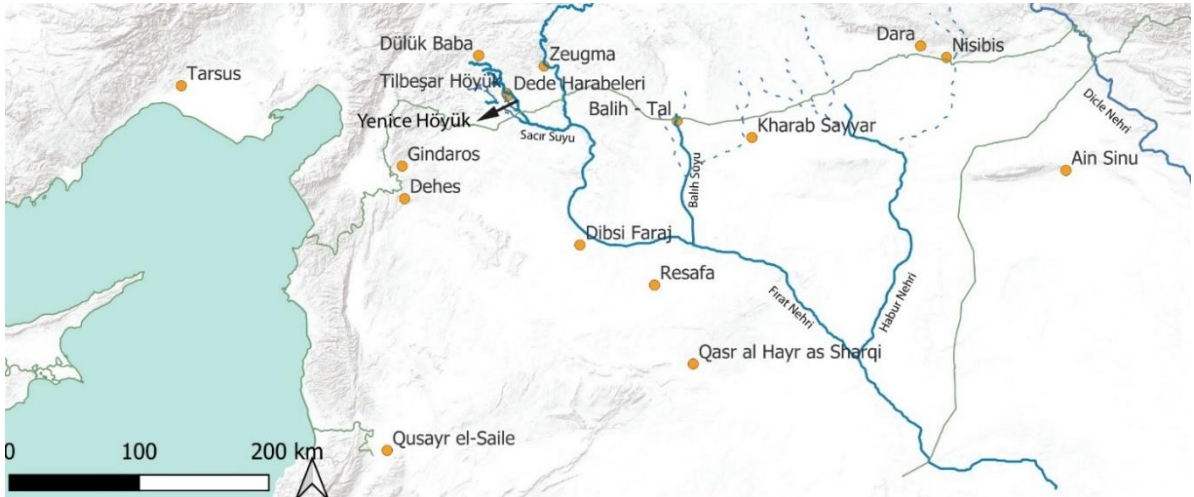 Dara
Dülük Baba
Nisibis
Zeugma
Tarsus
Tilbeşar Höyük
Dede Harabeleri
Dicle Nehri
Balıh - Tal
Yenice Höyük
Sacır Suyu
Kharab Sayyar
Gindaros
Ain Sinu
Dehes
Balıh Suyu
Dibsi Faraj
Resafa
Fırat Nehri
Habur Nehri
Qasr al Hayr as Sharqi
Qusayr el-Saile
0 100 200 km